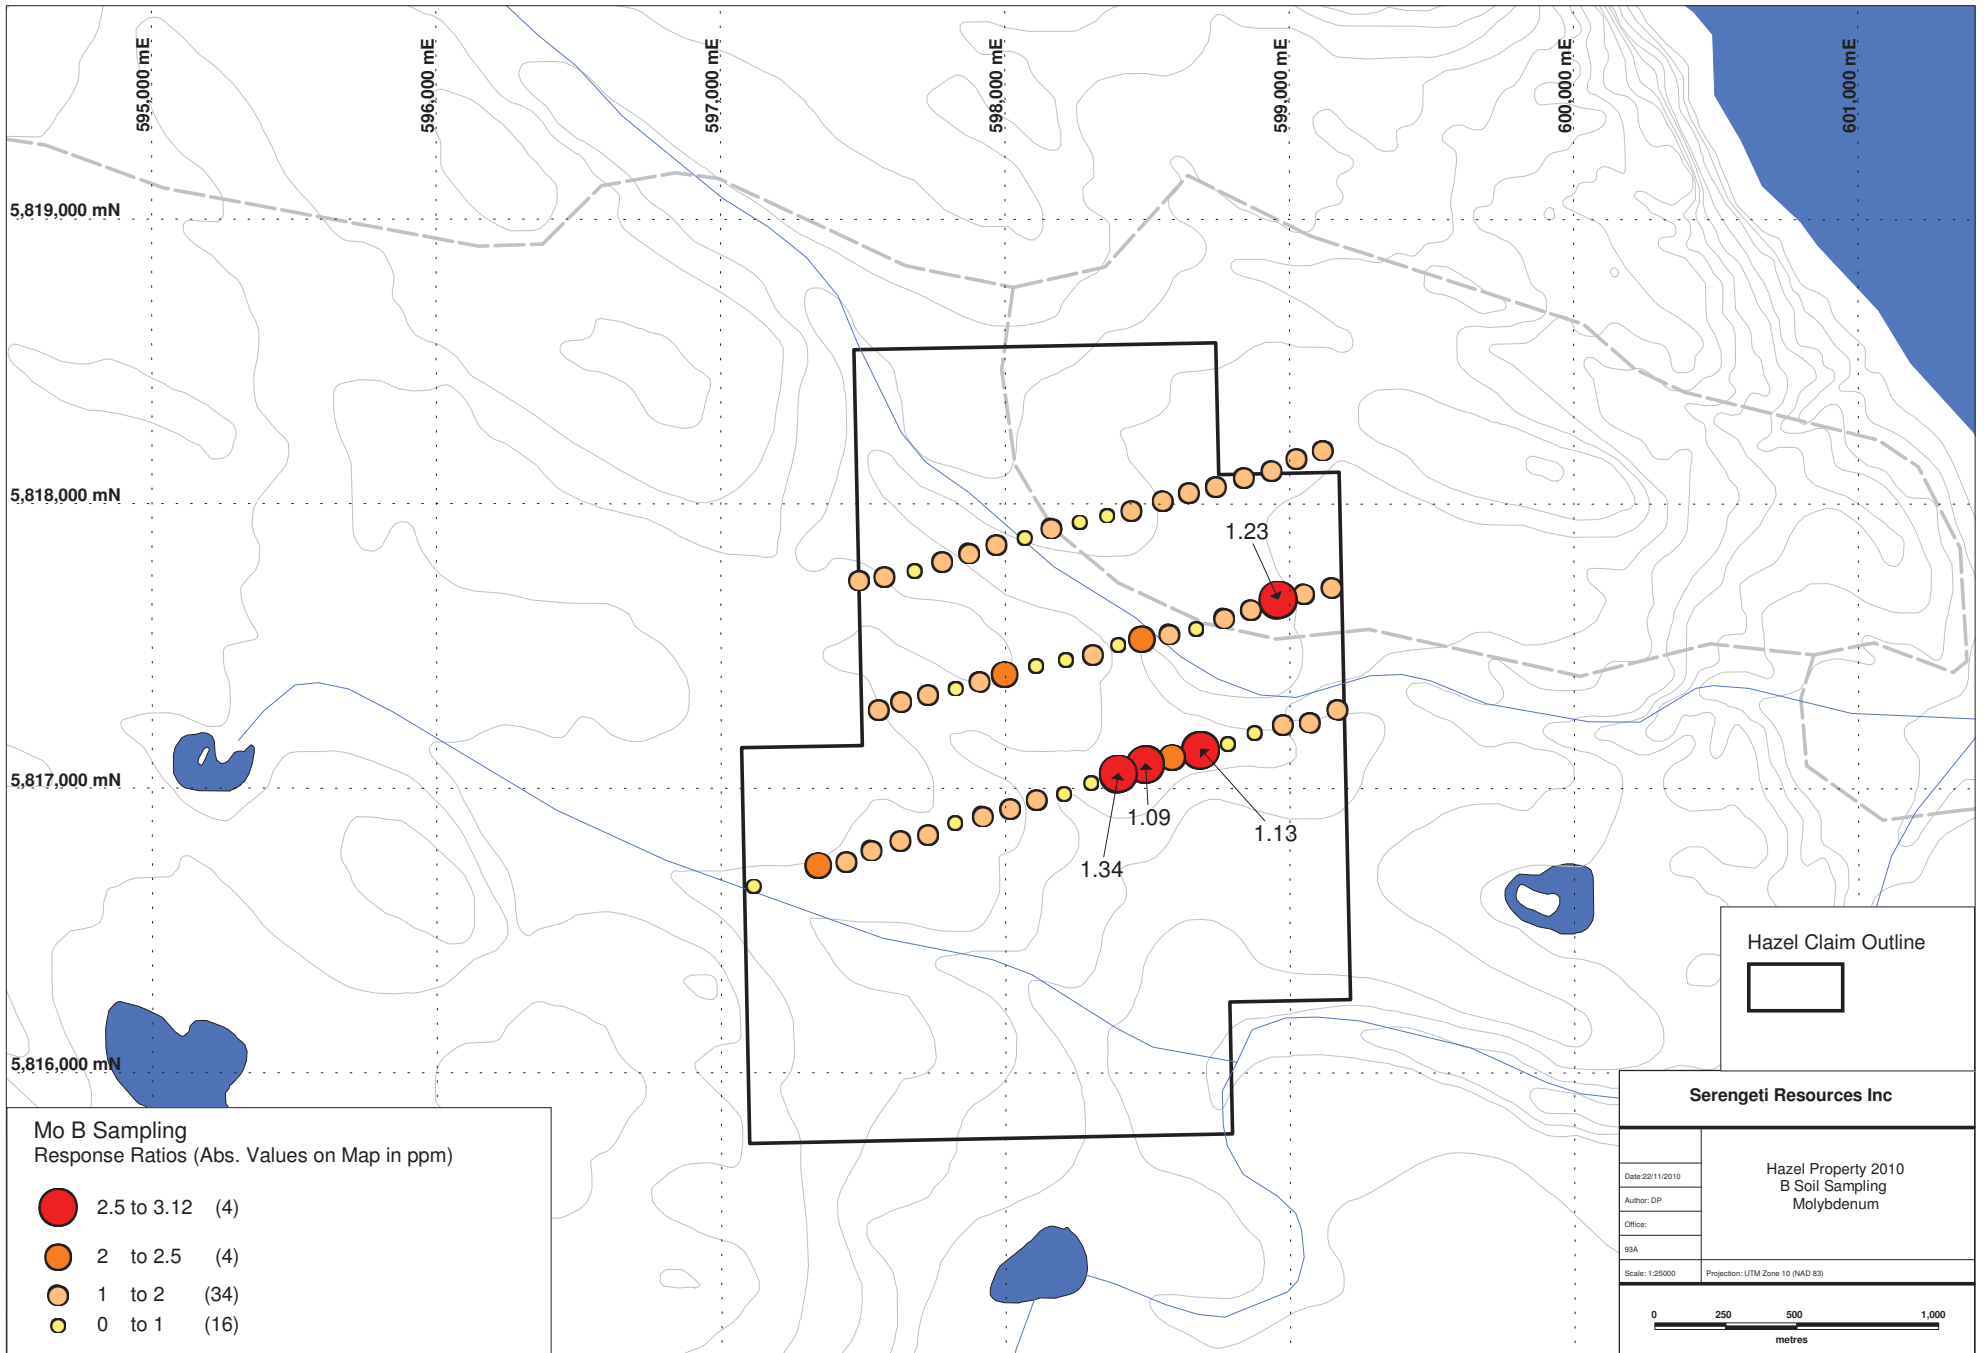 595,000 mE
596,000 mE
597,000 mE
598,000 mE
599,000 mE
600,000 mE
601,000 mE
5,819,000 mN
5,818,000 mN
5,817,000 mN
5,816,000 mN
1.23
1.09
1.13
1.34
Hazel Claim Outline
Mo B Sampling
Response Ratios (Abs. Values on Map in ppm)
2.5 to 3.12 (4)
2 to 2.5 (4)
1 to 2 (34)
0 to 1 (16)
Serengeti Resources Inc
Hazel Property 2010
B Soil Sampling
Molybdenum
Date:22/11/2010
Author: DP
Office:
93A
Scale: 1:25000
Projection: UTM Zone 10 (NAD 83)
0 250 500 1,000
metres